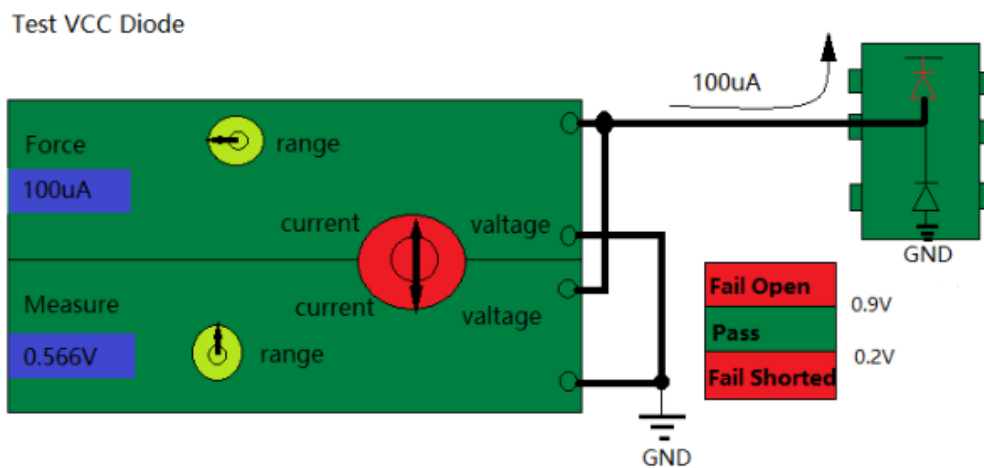 Test VCC Diode
100uA
Force
range
100uA
current
valtage
GND
Measure
current
valtage
0.566V
range
Fail Open
0.9V
Pass
0.2V
Fail Shorted
GND